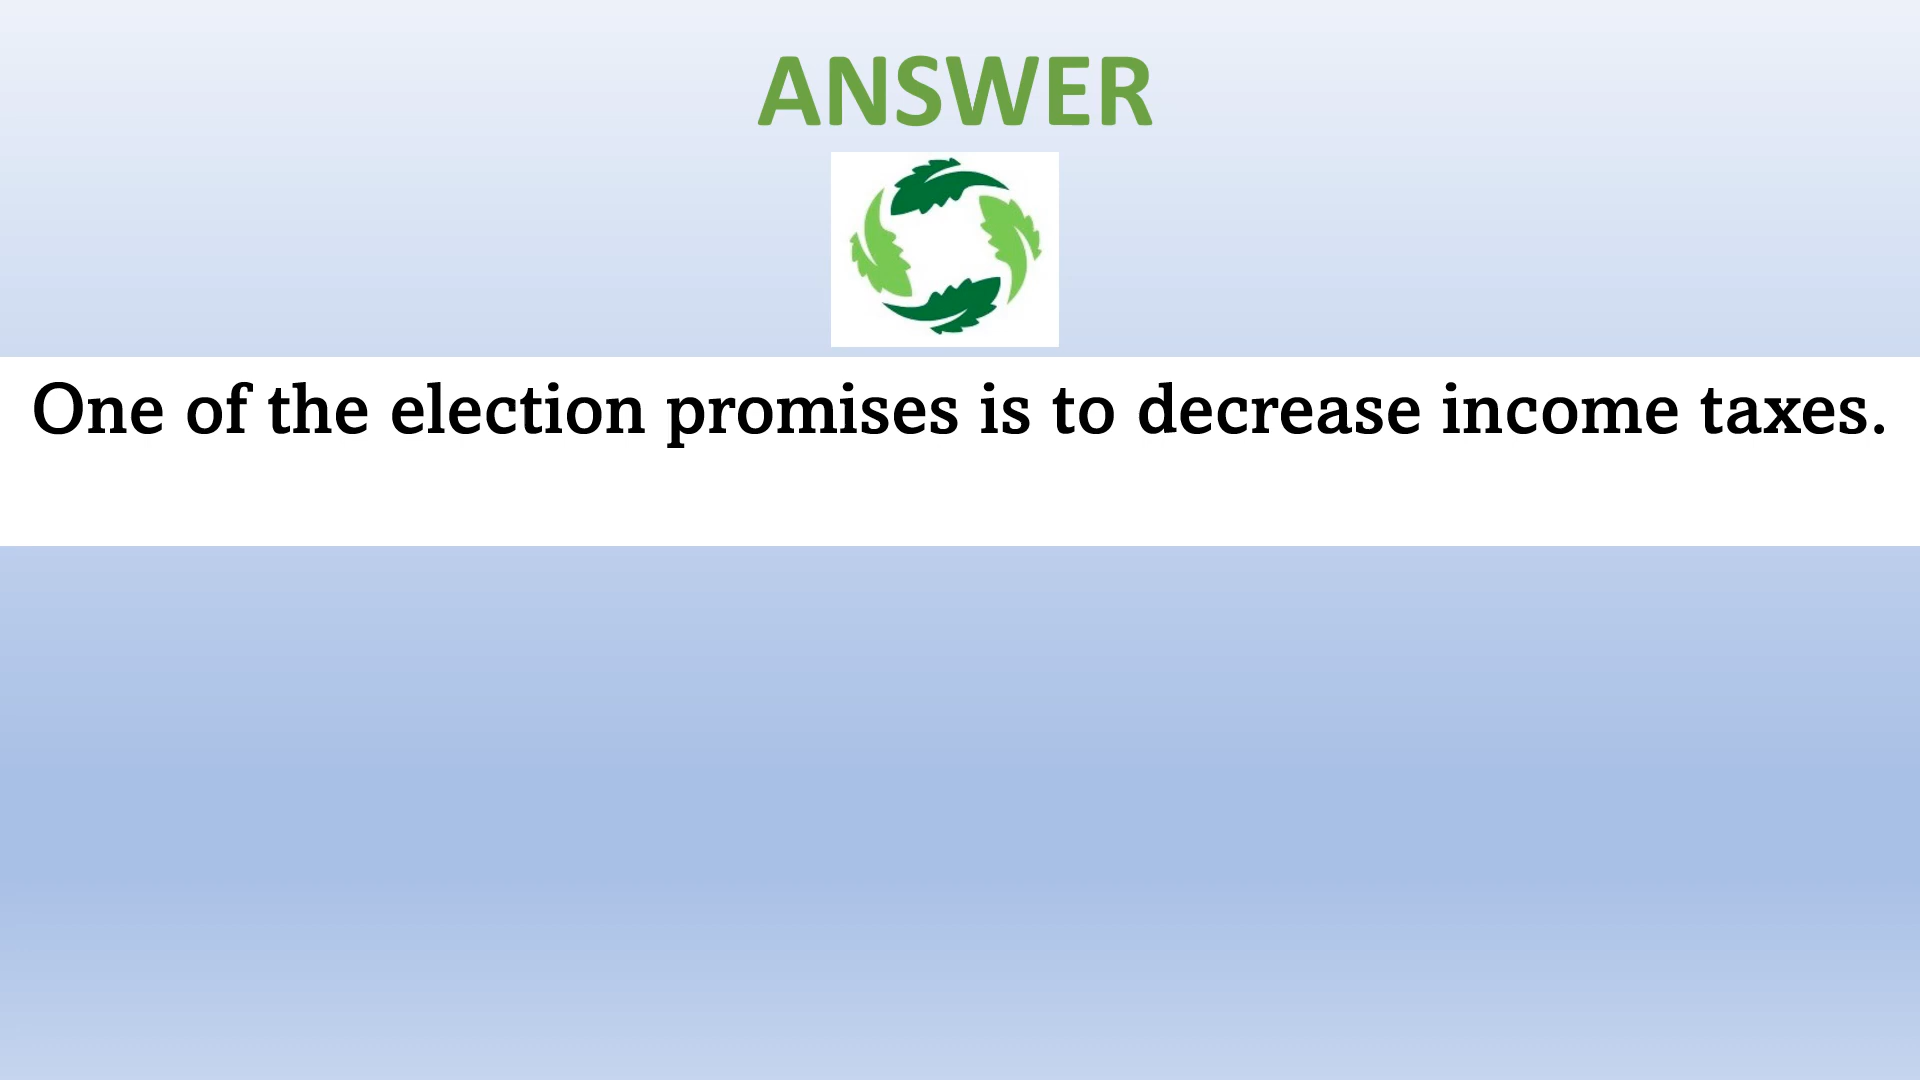 ANSWER
One of the election promises is to decrease income taxes.